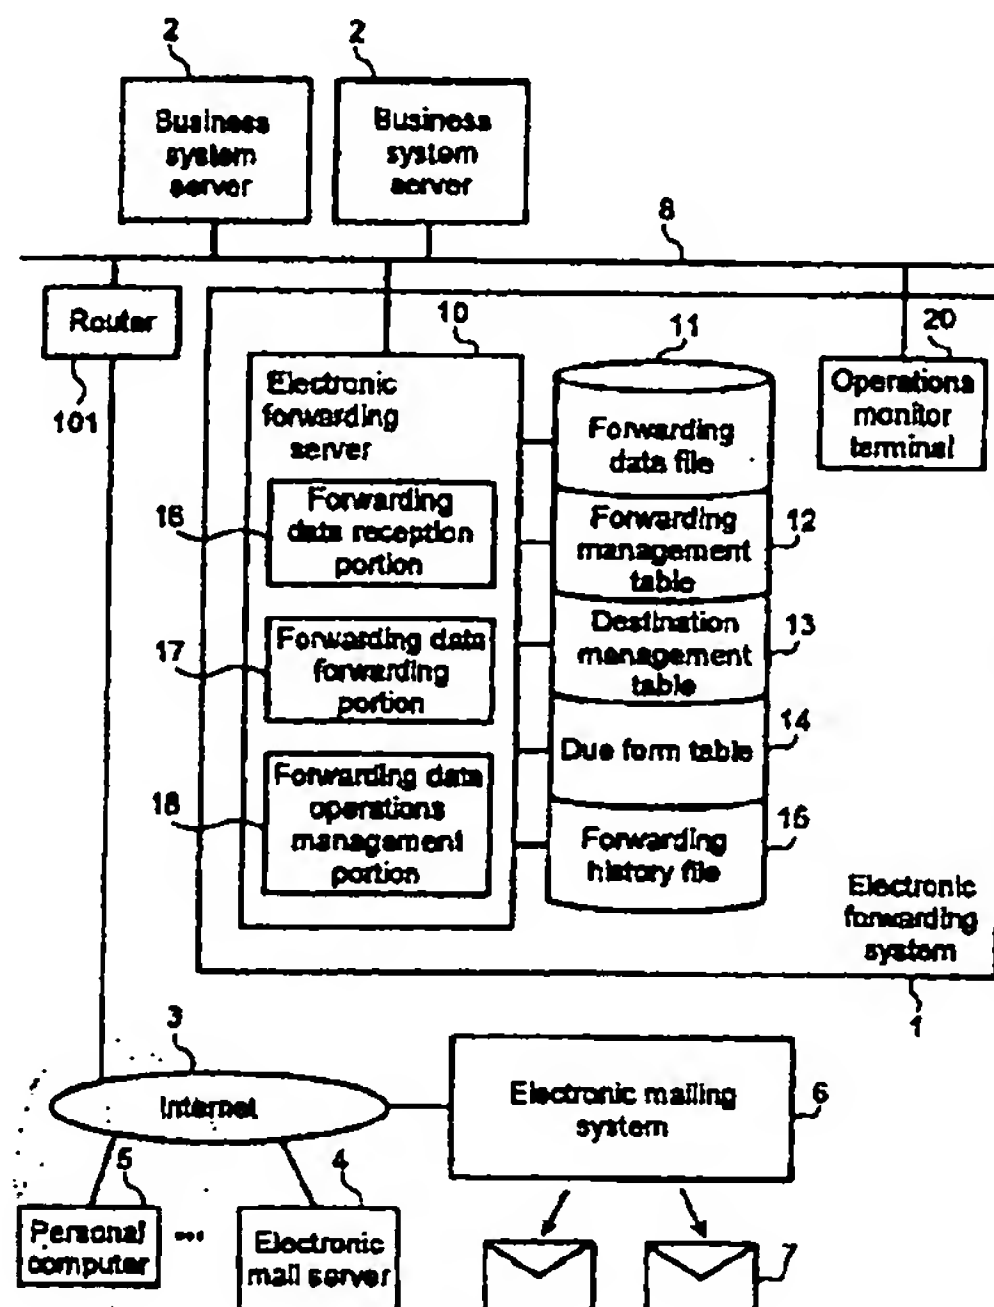 2
2
Business
system
server
Business
system
server
8
Router
101
10
11
20
Electronic
forwarding
server
Forwarding
data file
Operations
monitor
terminal
16
Forwarding
data reception
portion
Forwarding
management
table
12
17
Forwarding data
forwarding
portion
Destination
management
table
13
Due form table
14
18
Forwarding data
operations
management
portion
Forwarding
history file
15
Electronic
forwarding
system
1
3
Internet
Electronic mailing
system
6
5
Personal
computer
...
4
Electronic
mail server
7